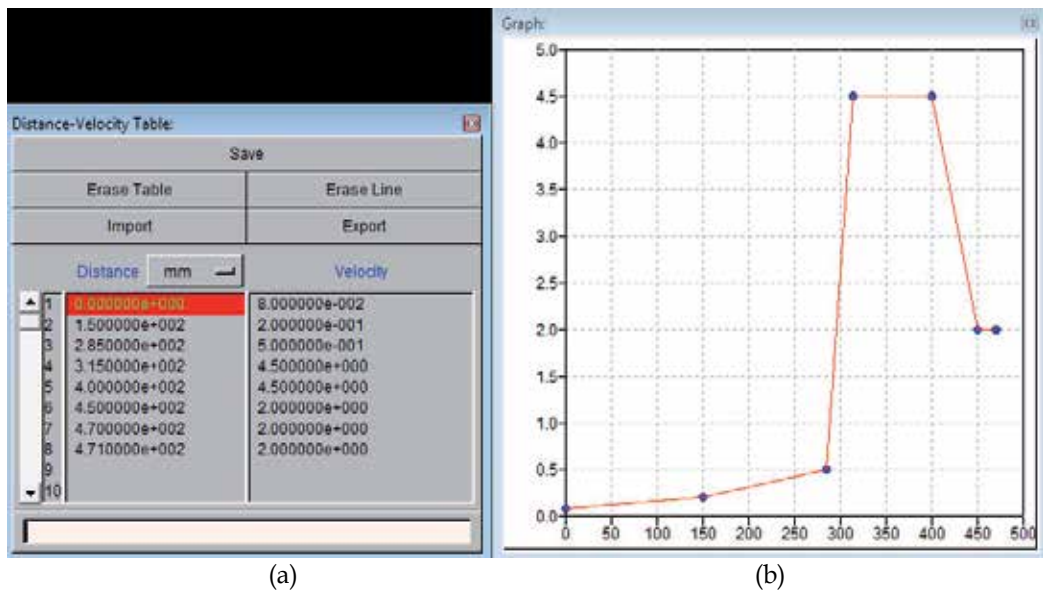 Distance-Velocity Table:
Save
Erase Table Erase Line
Import Export
Distance mm Velocity
1 0.000000e+000 8.000000e-002
2 1.500000e+002 2.000000e-001
3 2.850000e+002 5.000000e-001
4 3.150000e+002 4.500000e+000
5 4.000000e+002 4.500000e+000
6 4.500000e+002 2.000000e+000
7 4.700000e+002 2.000000e+000
8 4.710000e+002 2.000000e+000
9
10
(a)
Graph:
5.0
4.5
4.0
3.5
3.0
2.5
2.0
1.5
1.0
0.5
0.0
0 50 100 150 200 250 300 350 400 450 500
(b)